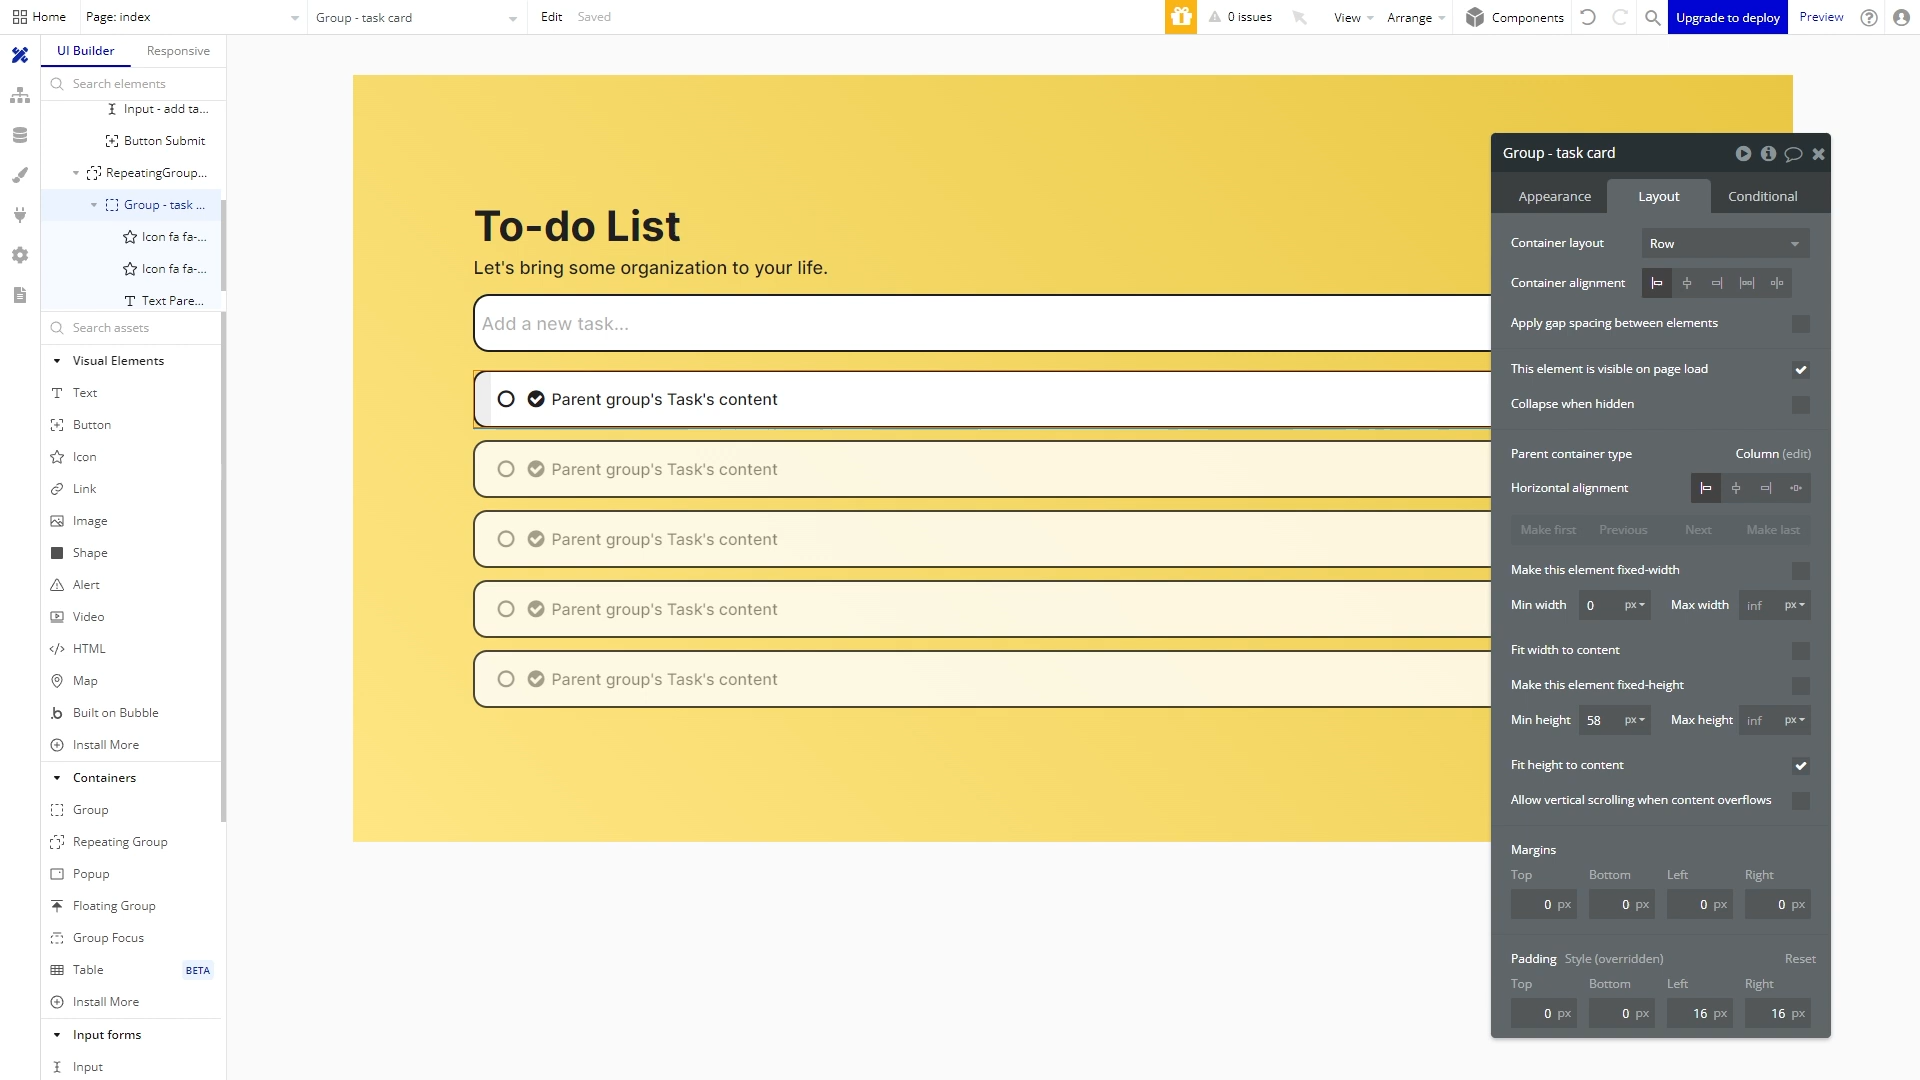 Home
Page: index
Group - task card
Edit
Saved
0 issues
View
Arrange
Components
Upgrade to deploy
Preview
UI Builder
Responsive
Search elements
Input - add ta...
Button Submit
RepeatingGroup...
Group - task ...
Icon fa fa-...
Icon fa fa-...
Text Pare...
Search assets
Visual Elements
Text
Button
Icon
Link
Image
Shape
Alert
Video
HTML
Map
Built on Bubble
Install More
Containers
Group
Repeating Group
Popup
Floating Group
Group Focus
Table BETA
Install More
Input forms
Input
To-do List
Let's bring some organization to your life.
Add a new task...
Parent group's Task's content
Parent group's Task's content
Parent group's Task's content
Parent group's Task's content
Parent group's Task's content
Group - task card
Appearance Layout Conditional
Container layout Row
Container alignment
Apply gap spacing between elements
This element is visible on page load
Collapse when hidden
Parent container type Column (edit)
Horizontal alignment
Make first Previous Next Make last
Make this element fixed-width
Min width 0 px Max width inf px
Fit width to content
Make this element fixed-height
Min height 58 px Max height inf px
Fit height to content
Allow vertical scrolling when content overflows
Margins
Top Bottom Left Right
0 px 0 px 0 px 0 px
Padding Style (overridden) Reset
Top Bottom Left Right
0 px 0 px 16 px 16 px